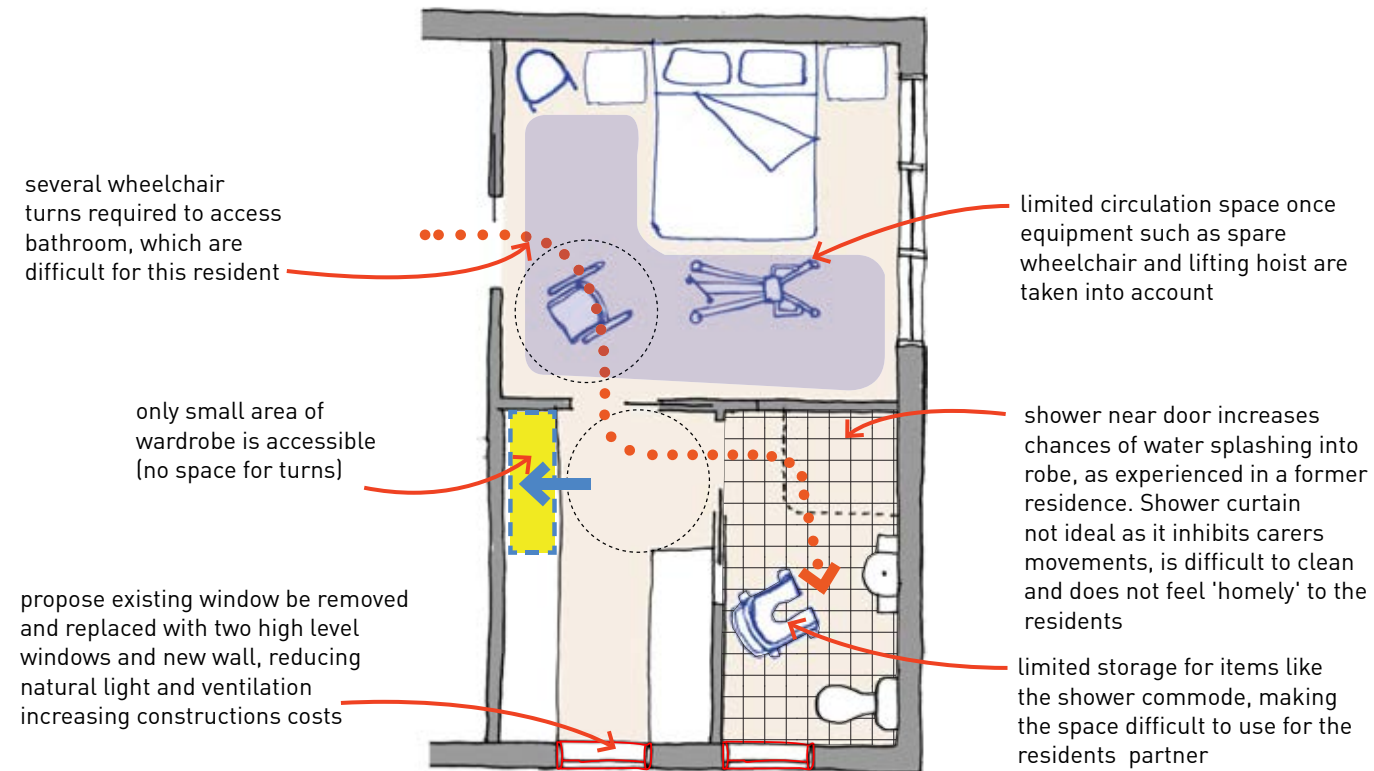 several wheelchair
turns required to access
bathroom, which are
difficult for this resident
only small area of
wardrobe is accessible
(no space for turns)
propose existing window be removed
and replaced with two high level
windows and new wall, reducing
natural light and ventilation
increasing constructions costs
limited circulation space once
equipment such as spare
wheelchair and lifting hoist are
taken into account
shower near door increases
chances of water splashing into
robe, as experienced in a former
residence. Shower curtain
not ideal as it inhibits carers
movements, is difficult to clean
and does not feel 'homely' to the
residents
limited storage for items like
the shower commode, making
the space difficult to use for the
residents partner